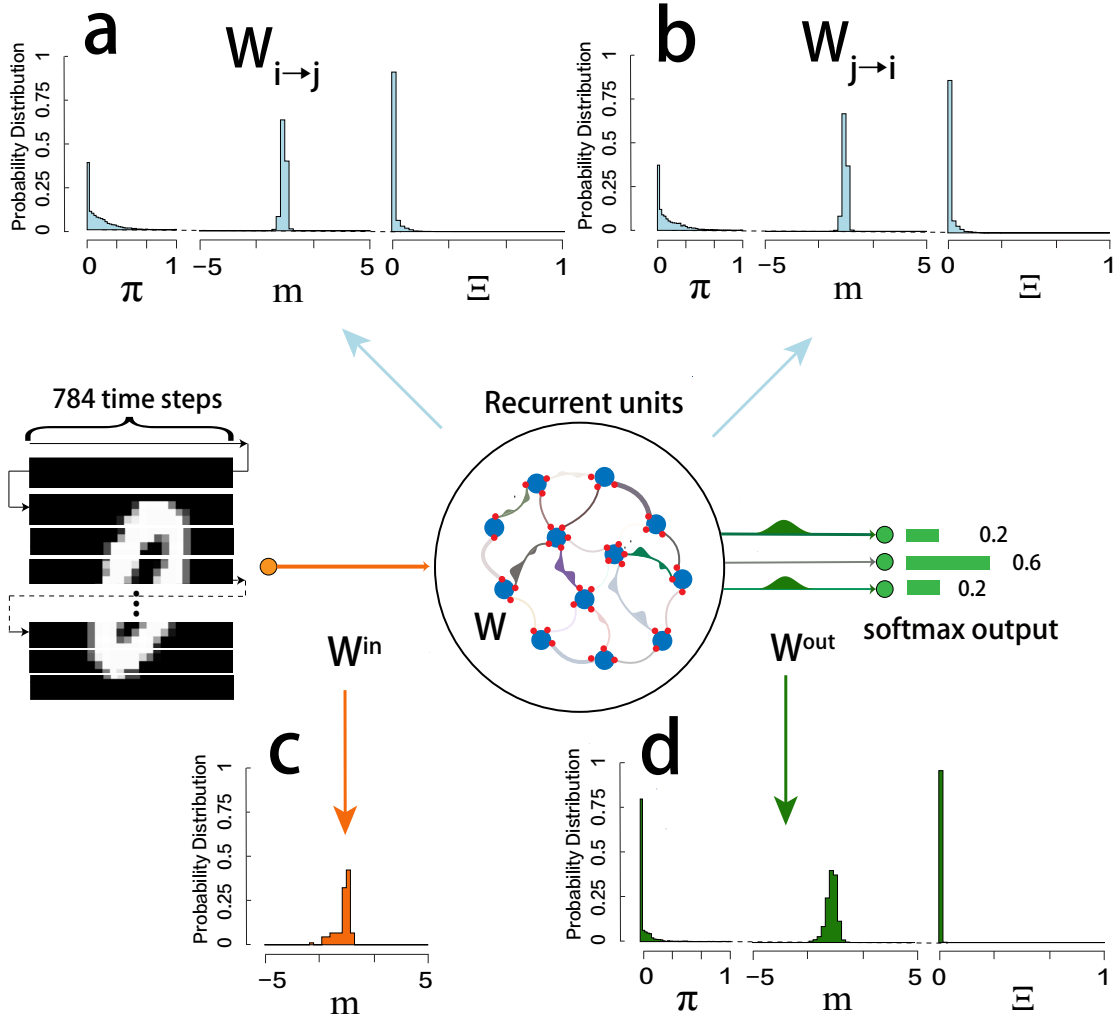 a
W i→j
Probability Distribution
0 0.25 0.5 0.75 1
0 1
π
−5 5
m
0 1
Ξ
b
W j→i
Probability Distribution
0 0.25 0.5 0.75 1
0 1
π
−5 5
m
0 1
Ξ
784 time steps
Recurrent units
W
W^in
W^out
0.2
0.6
0.2
softmax output
c
Probability Distribution
0 0.25 0.5 0.75 1
−5 5
m
d
Probability Distribution
0 0.25 0.5 0.75 1
0 1
π
−5 5
m
0 1
Ξ